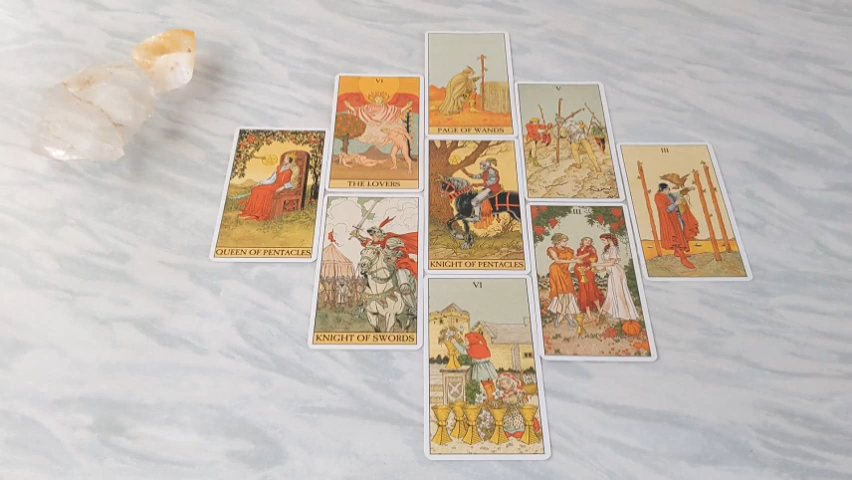 PAGE OF WANDS
VI
THE LOVERS
V
III
QUEEN OF PENTACLES
KNIGHT OF PENTACLES
III
KNIGHT OF SWORDS
VI